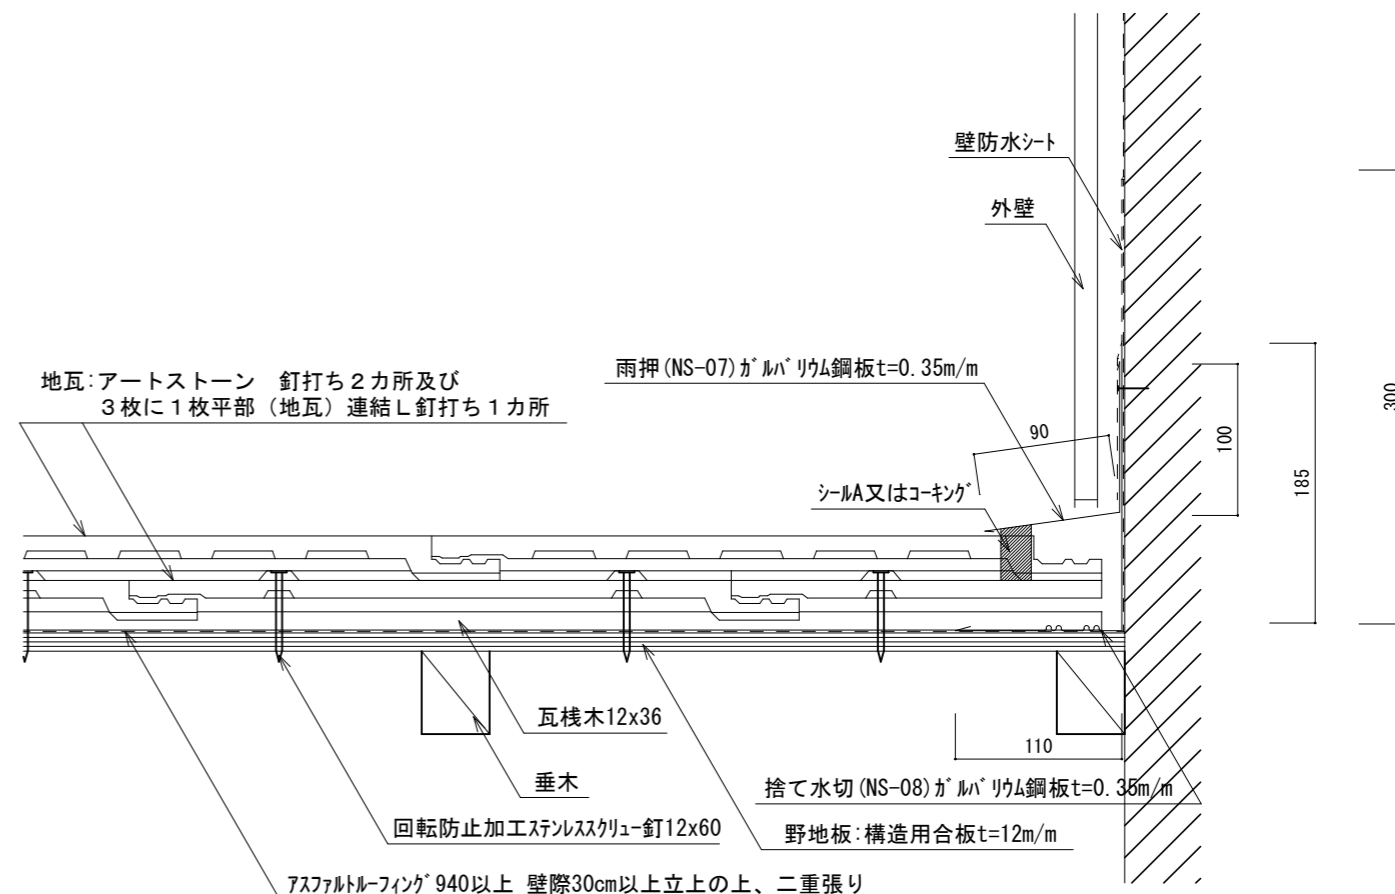 壁防水シート
外壁
雨押(NS-07)ガルバリウム鋼板t=0.35m/m
地瓦:アートストーン　釘打ち２カ所及び
３枚に１枚平部（地瓦）連結Ｌ釘打ち１カ所
90
100
185
300
シールA又はコーキング
瓦桟木12x36
110
垂木
捨て水切(NS-08)ガルバリウム鋼板t=0.35m/m
回転防止加工ステンレススクリュー釘12x60
野地板:構造用合板t=12m/m
アスファルトルーフィング940以上 壁際30cm以上立上の上、二重張り